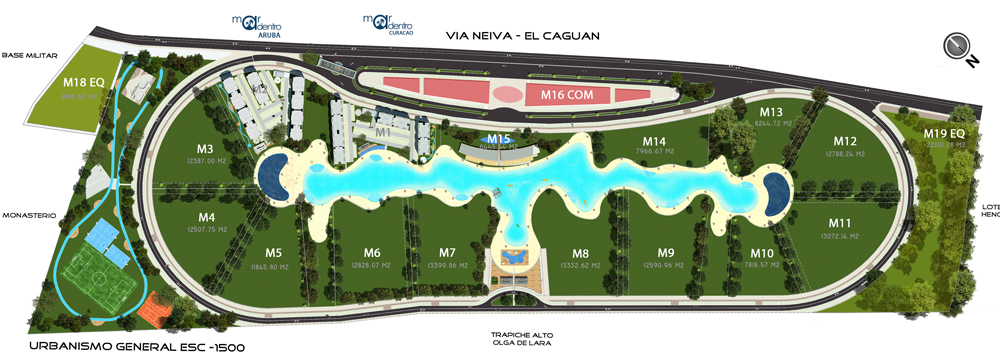 mar
adentro
ARUBA
mar
adentro
CURACAO
VIA NEIVA - EL CAGUAN
BASE MILITAR
N
M18 EQ
M2
M16 COM
M1
M15
M14
7966.67 M2
M13
8244.72 M2
M12
12788.24 M2
M19 EQ
M3
12387.00 M2
MONASTERIO
M4
12507.75 M2
M5
11845.80 M2
M6
12828.07 M2
M7
13399.86 M2
M8
13332.62 M2
M9
12590.96 M2
M10
7818.57 M2
M11
13072.14 M2
LOTE
TRAPICHE ALTO
OLGA DE LARA
URBANISMO GENERAL ESC -1500